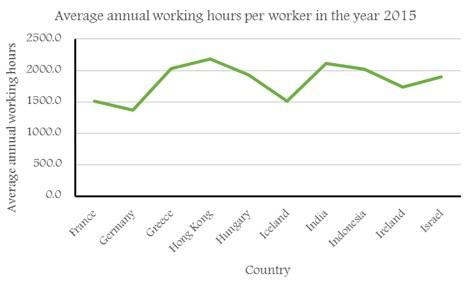 Average annual working hours per worker in the year 2015
Average annual working hours
2500.0
2000.0
1500.0
1000.0
500.0
0.0
France
Germany
Greece
Hong Kong
Hungary
Iceland
India
Indonesia
Ireland
Israel
Country